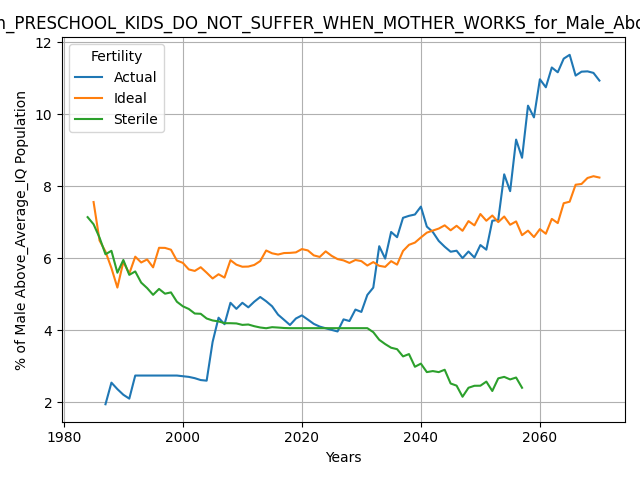 PRESCHOOL_KIDS_DO_NOT_SUFFER_WHEN_MOTHER_WORKS_for_Male_Abo
Fertility
Actual
Ideal
Sterile
% of Male Above_Average_IQ Population
12
10
8
6
4
2
1980 2000 2020 2040 2060
Years